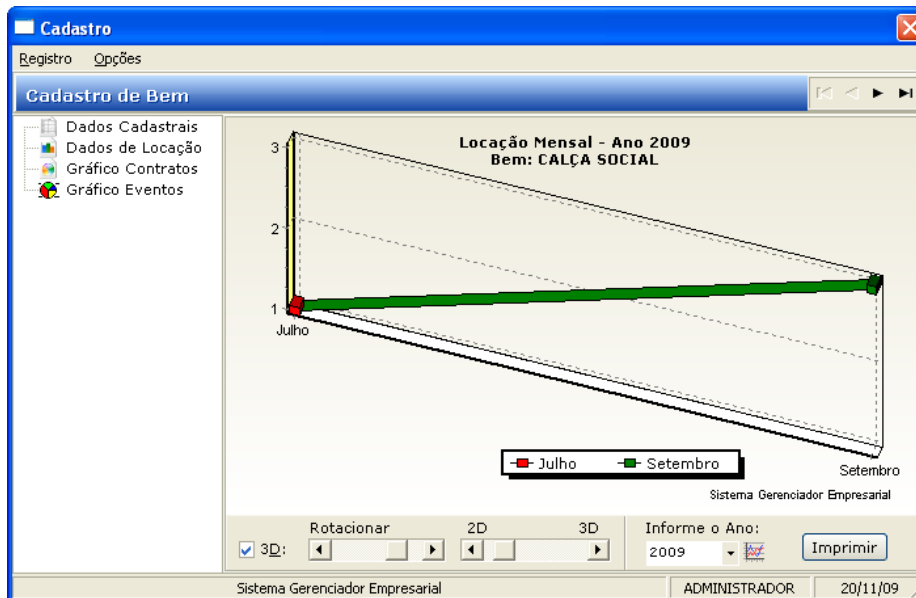 Cadastro
Registro Opções
Cadastro de Bem
Dados Cadastrais
Dados de Locação
Gráfico Contratos
Gráfico Eventos
Locação Mensal - Ano 2009
Bem: CALÇA SOCIAL
3
2
1
Julho
Setembro
Julho Setembro
Sistema Gerenciador Empresarial
3D: Rotacionar 2D 3D Informe o Ano:
2009 Imprimir
Sistema Gerenciador Empresarial ADMINISTRADOR 20/11/09